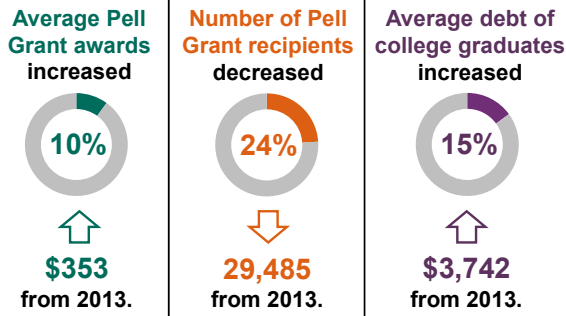 Average Pell
Grant awards
increased
10%
$353
from 2013.
Number of Pell
Grant recipients
decreased
24%
29,485
from 2013.
Average debt of
college graduates
increased
15%
$3,742
from 2013.